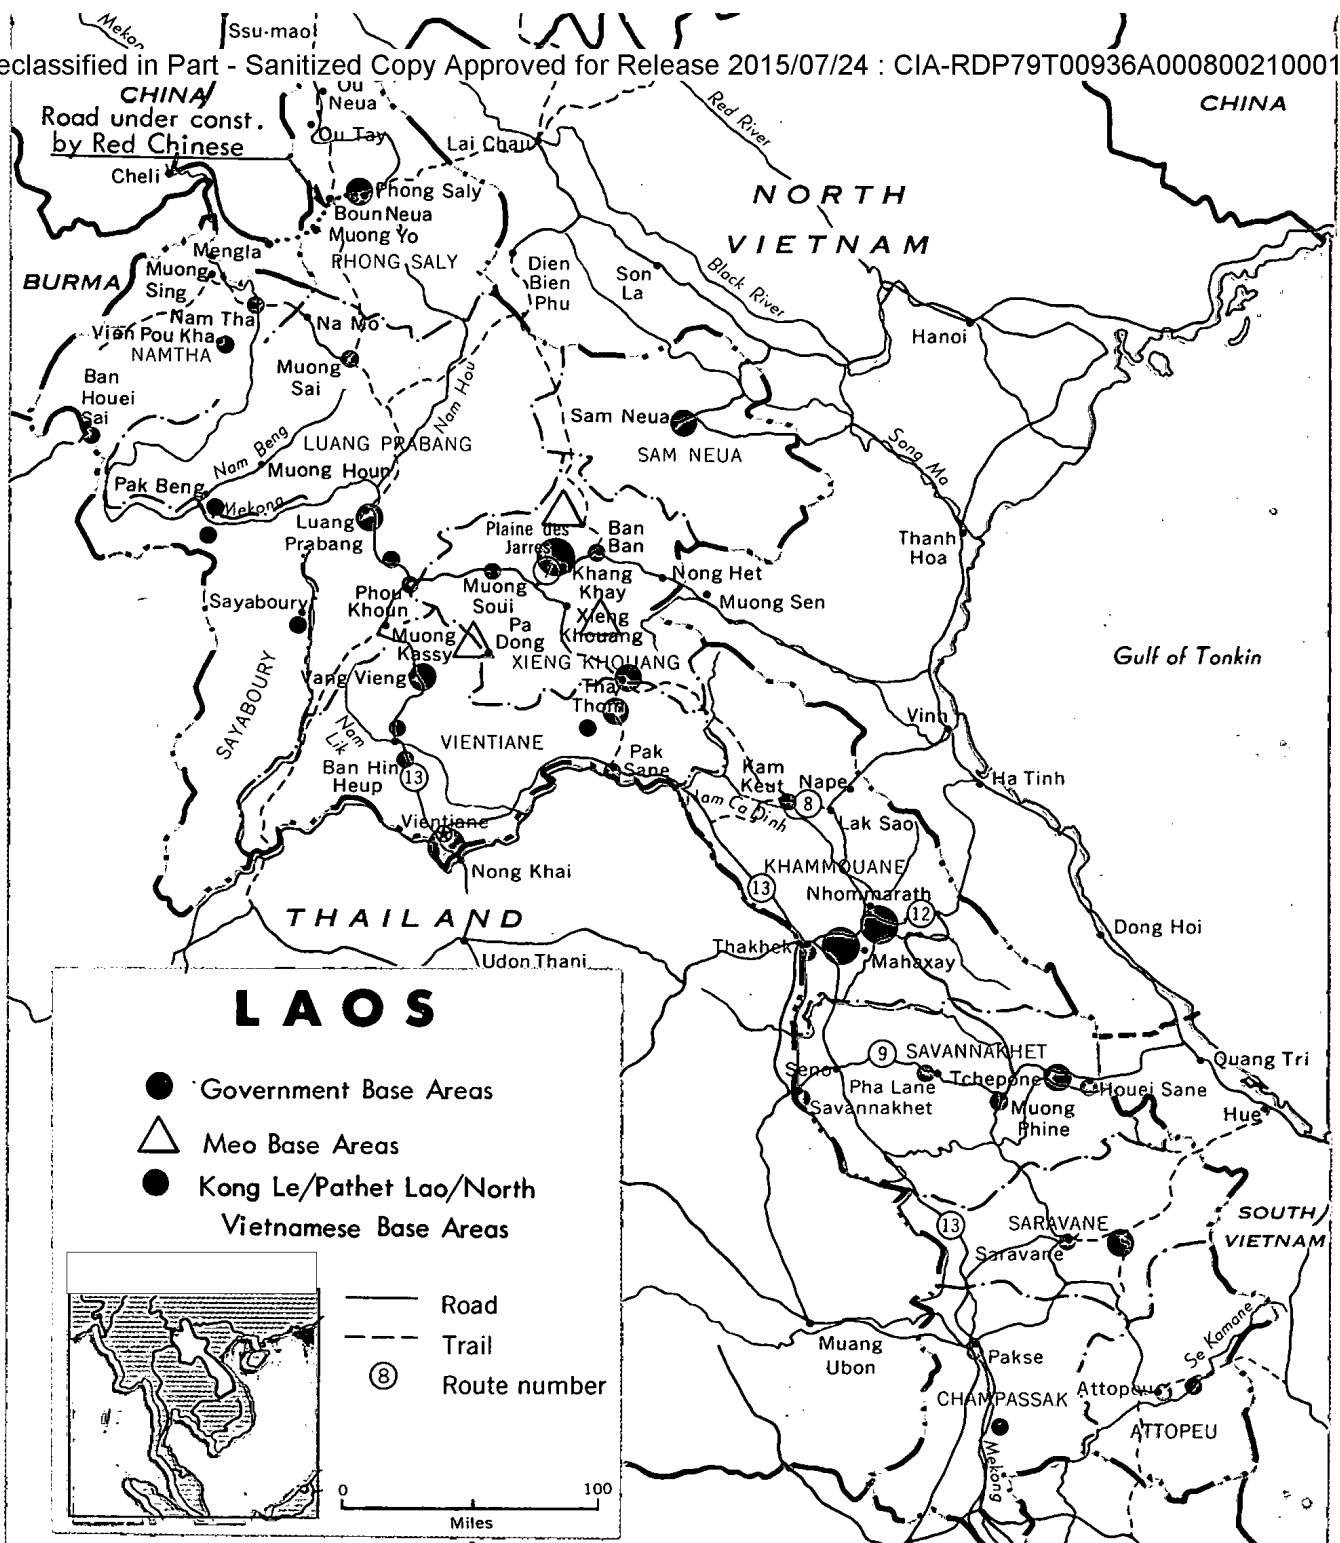 Mekon
Ssu-mao
eclassified in Part - Sanitized Copy Approved for Release 2015/07/24 : CIA-RDP79T00936A000800210001
CHINA
Ou
Neua
Red River
CHINA
Road under const.
by Red Chinese
Ou Tay
Lai Chau
Cheli
Phong Saly
NORTH
VIETNAM
Boun Neua
Muong Yo
PHONG SALY
Mengla
BURMA
Muong
Sing
Dien
Bien
Phu
Son
La
Black River
Nam Tha
Na Mo
Vien Pou Kha
NAMTHA
Hanoi
Muong
Sai
Ban
Houei
Sai
Nam Hou
Sam Neua
SAM NEUA
Nam Beng
LUANG PRABANG
Song Ma
Muong Houn
Pak Beng
Mekong
Luang
Prabang
Plaine des
Jarres
Ban
Ban
Thanh
Hoa
Khang
Khay
Nong Het
Muong Sen
Phou
Khoun
Muong
Soui
Sayaboury
Pa
Dong
Xieng
Khouang
Muong
Kassy
XIENG KHOUANG
Gulf of Tonkin
Vang Vieng
Tha
Thom
SAYABOURY
Nam
Lik
VIENTIANE
Vinh
Ban Hin
Heup
13
Pak
Sane
Kam
Keut
Nape
8
Ha Tinh
Nam Ca Dinh
Lak Sao
Vientiane
Nong Khai
KHAMMOUANE
13
Nhommarath
12
THAILAND
Thakhek
Mahaxay
Dong Hoi
Udon Thani
LAOS
Government Base Areas
Meo Base Areas
Kong Le/Pathet Lao/North
Vietnamese Base Areas
Road
Trail
8
Route number
0
100
Miles
9
SAVANNAKHET
Quang Tri
Seno
Pha Lane
Tchepone
Houei Sane
Savannakhet
Muong
Phine
Hue
13
SARAVANE
Saravane
SOUTH
VIETNAM
Muang
Ubon
Pakse
Se Kamane
CHAMPASSAK
Attopeu
ATTOPEU
Mekong